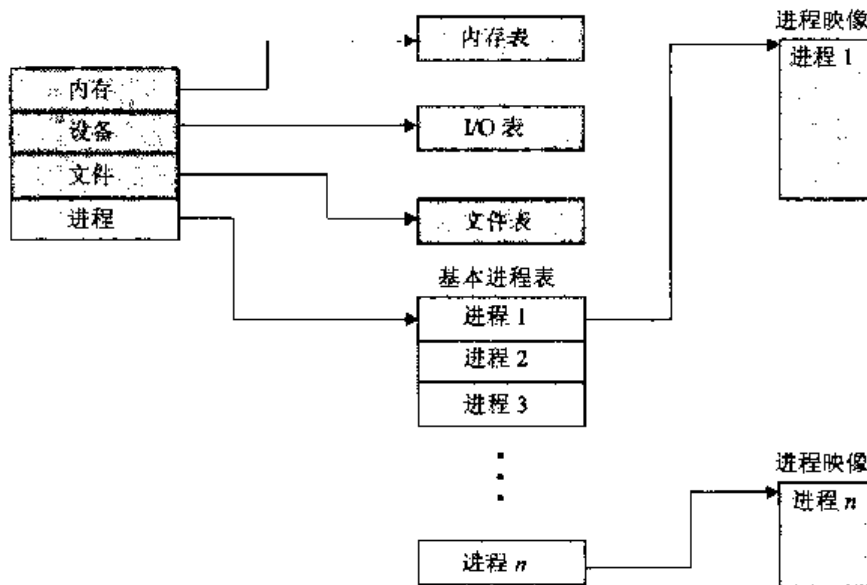 内存
设备
文件
进程
内存表
I/O 表
文件表
基本进程表
进程 1
进程 2
进程 3
进程 n
进程映像
进程 1
进程映像
进程 n